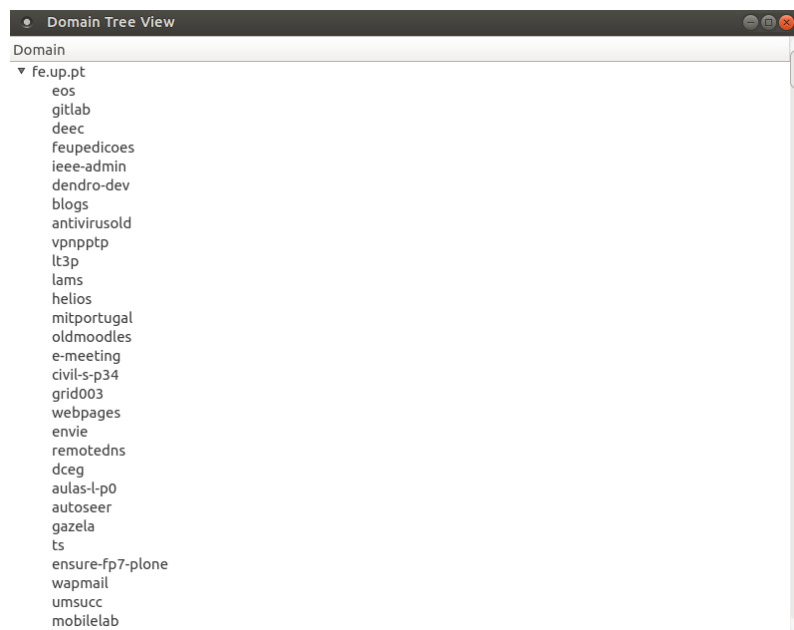 Domain Tree View
Domain
fe.up.pt
eos
gitlab
deec
feupedicoes
ieee-admin
dendro-dev
blogs
antivirusold
vpnpptp
lt3p
lams
helios
mitportugal
oldmoodles
e-meeting
civil-s-p34
grid003
webpages
envie
remotedns
dceg
aulas-l-p0
autoseer
gazela
ts
ensure-fp7-plone
wapmail
umsucc
mobilelab